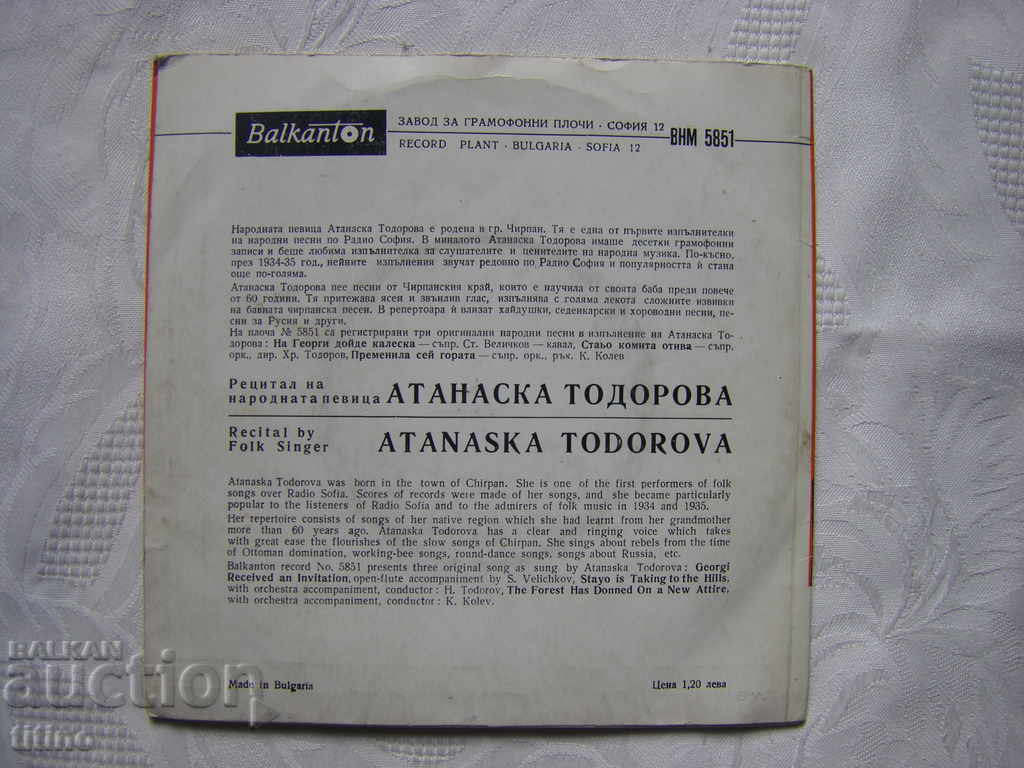 Balkanton
ЗАВОД ЗА ГРАМОФОННИ ПЛОЧИ · СОФИЯ 12
RECORD PLANT · BULGARIA · SOFIA 12
ВНМ 5851
Народната певица Атанаска Тодорова е родена в гр. Чирпан. Тя е една от първите изпълнителки
на народни песни по Радио София. В миналото Атанаска Тодорова имаше десетки грамофонни
записи и беше любима изпълнителка за слушателите и ценителите на народна музика. По-късно,
през 1934-35 год., нейните изпълнения звучат редовно по Радио София и популярността ѝ стана
още по-голяма.
Атанаска Тодорова пее песни от Чирпанския край, които е научила от своята баба преди повече
от 60 години. Тя притежава ясен и звънлив глас, изпълнява с голяма лекота сложните извивки
на бавната чирпанска песен. В репертоара ѝ влизат хайдушки, седенкарски и хороводни песни, пе-
сни за Русия и други.
На плоча № 5851 са регистрирани три оригинални народни песни в изпълнение на Атанаска То-
дорова: На Георги дойде калеска — съпр. Ст. Величков — кавал, Стаьо комита отива — съпр.
орк., дир. Хр. Тодоров, Променила сей гората — съпр. орк., рък. К. Колев
Рецитал на
народната певица АТАНАСКА ТОДОРОВА
Recital by
Folk Singer ATANASKA TODOROVA
Atanaska Todorova was born in the town of Chirpan. She is one of the first performers of folk
songs over Radio Sofia. Scores of records were made of her songs, and she became particularly
popular to the listeners of Radio Sofia and to the admirers of folk music in 1934 and 1935.
Her repertoire consists of songs of her native region which she had learnt from her grandmother
more than 60 years ago. Atanaska Todorova has a clear and ringing voice which takes
with great ease the flourishes of the slow songs of Chirpan. She sings about rebels from the time
of Ottoman domination, working-bee songs, round-dance songs, songs about Russia, etc.
Balkanton record No. 5851 presents three original song as sung by Atanaska Todorova: Georgi
Received an Invitation, open-flute accompaniment by S. Velichkov, Stayo is Taking to the Hills,
with orchestra accompaniment, conductor: H. Todorov, The Forest Has Donned On a New Attire,
with orchestra accompaniment, conductor: K. Kolev.
Made in Bulgaria
Цена 1,20 лева
BALKAN
auction
titino